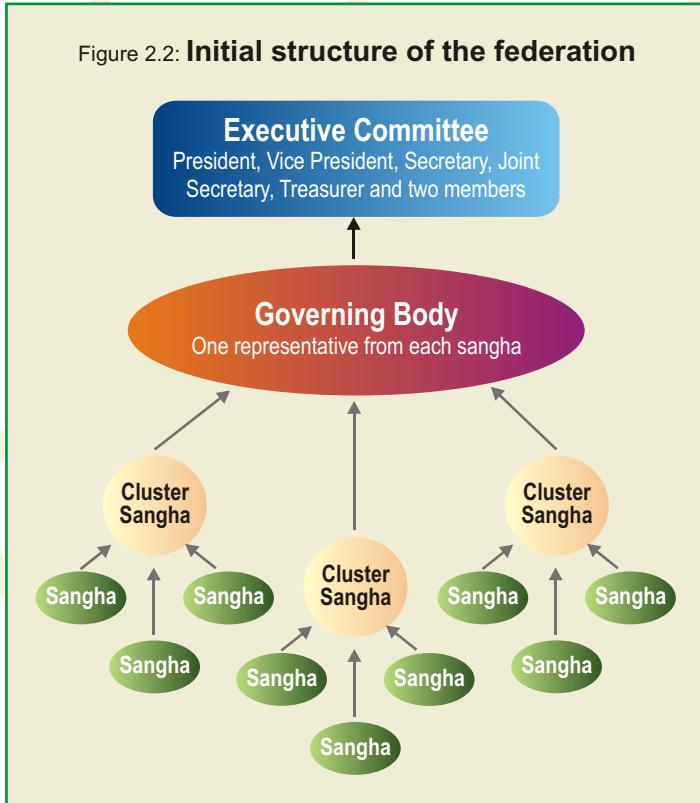 Figure 2.2: Initial structure of the federation
Executive Committee
President, Vice President, Secretary, Joint
Secretary, Treasurer and two members
Governing Body
One representative from each sangha
Cluster
Sangha
Sangha
Sangha
Sangha
Cluster
Sangha
Sangha
Sangha
Sangha
Cluster
Sangha
Sangha
Sangha
Sangha